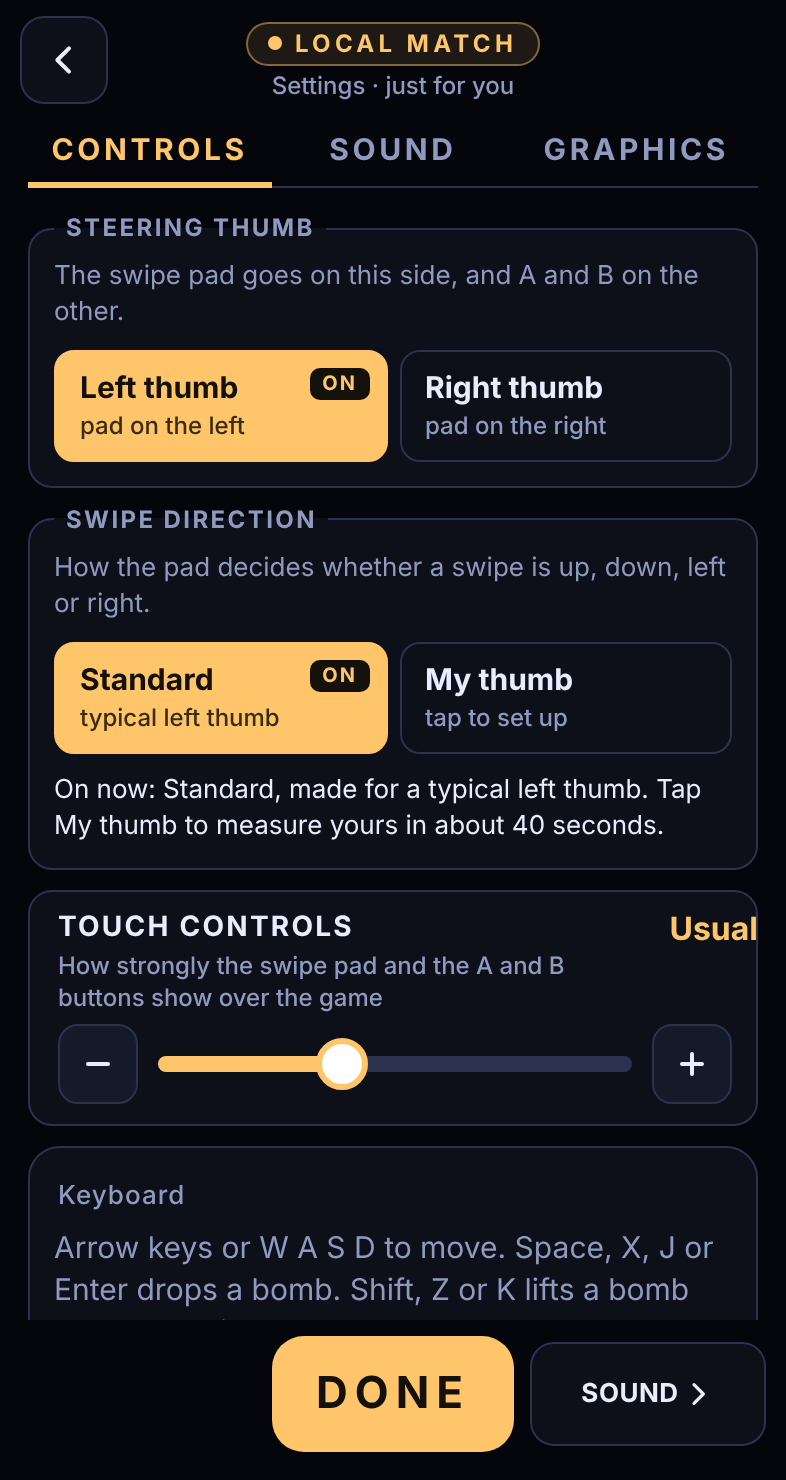 LOCAL MATCH
Settings · just for you
CONTROLS
SOUND
GRAPHICS
STEERING THUMB
The swipe pad goes on this side, and A and B on the
other.
Left thumb
ON
pad on the left
Right thumb
pad on the right
SWIPE DIRECTION
How the pad decides whether a swipe is up, down, left
or right.
Standard
ON
typical left thumb
My thumb
tap to set up
On now: Standard, made for a typical left thumb. Tap
My thumb to measure yours in about 40 seconds.
TOUCH CONTROLS
Usual
How strongly the swipe pad and the A and B
buttons show over the game
Keyboard
Arrow keys or W A S D to move. Space, X, J or
Enter drops a bomb. Shift, Z or K lifts a bomb
DONE
SOUND